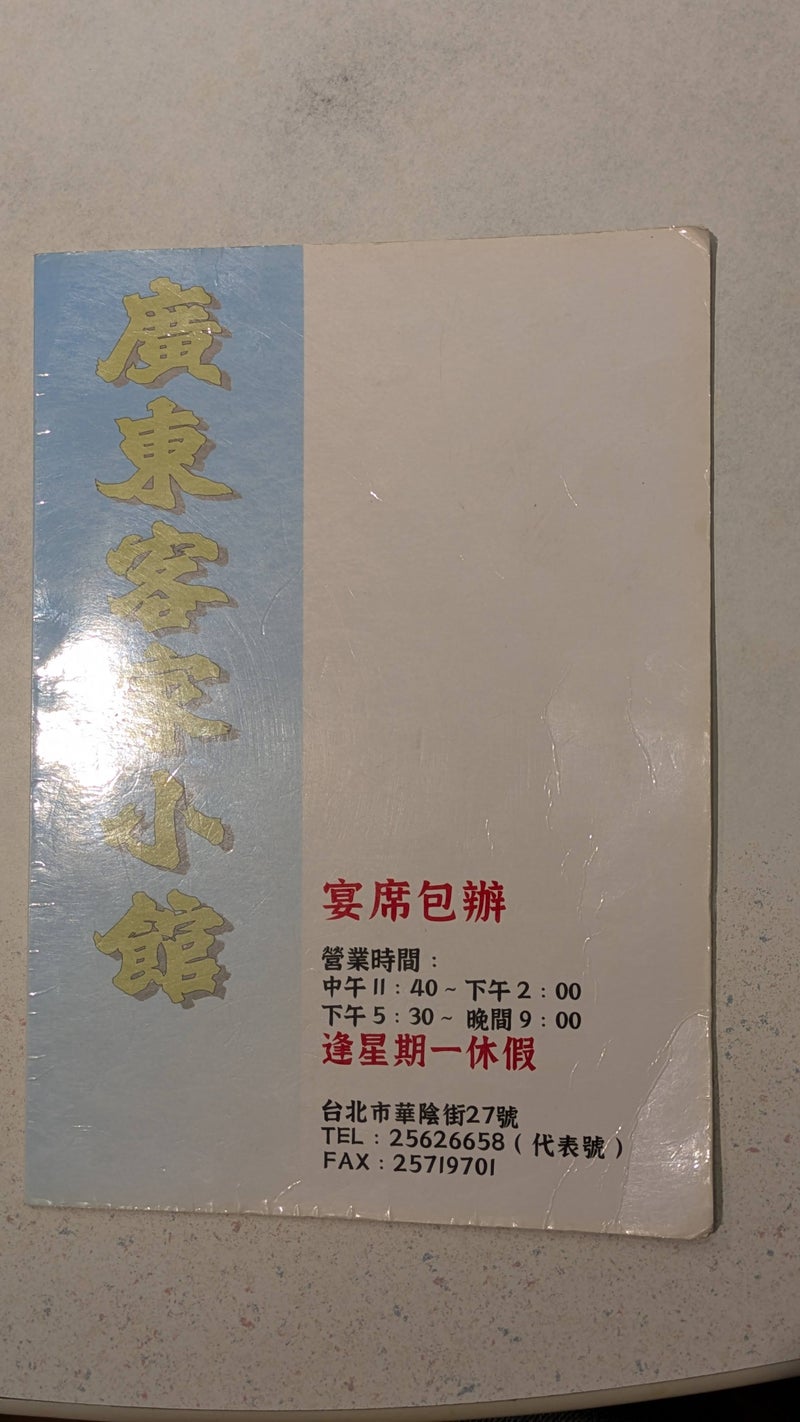 廣東客家小館
宴席包辦
營業時間：
中午11：40~下午2：00
下午5：30~晚間9：00
逢星期一休假
台北市華陰街27號
TEL：25626658（代表號）
FAX：25719701